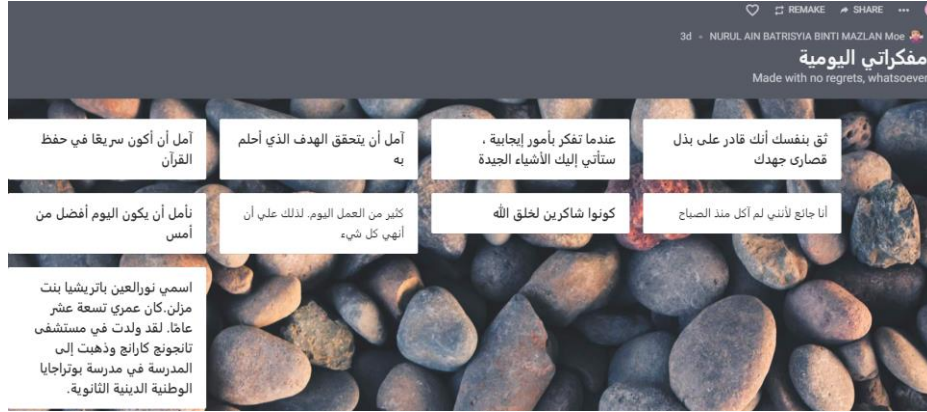 REMAKE SHARE
3d - NURUL AIN BATRISYIA BINTI MAZLAN Moe
مفكراتي اليومية
Made with no regrets, whatsoever
ثق بنفسك أنك قادر على بذل
قصارى جهدك
عندما تفكر بأمور إيجابية ،
ستأتي إليك الأشياء الجيدة
آمل أن يتحقق الهدف الذي أحلم
به
آمل أن أكون سريعًا في حفظ
القرآن
أنا جائع لأنني لم آكل منذ الصباح
كونوا شاكرين لخلق الله
كثير من العمل اليوم. لذلك علي أن
أنهي كل شيء
نأمل أن يكون اليوم أفضل من
أمس
اسمي نورالعين باتريشيا بنت
مزلن.كان عمري تسعة عشر
عامًا. لقد ولدت في مستشفى
تانجونج كارانج وذهبت إلى
المدرسة في مدرسة بوتراجايا
الوطنية الدينية الثانوية.